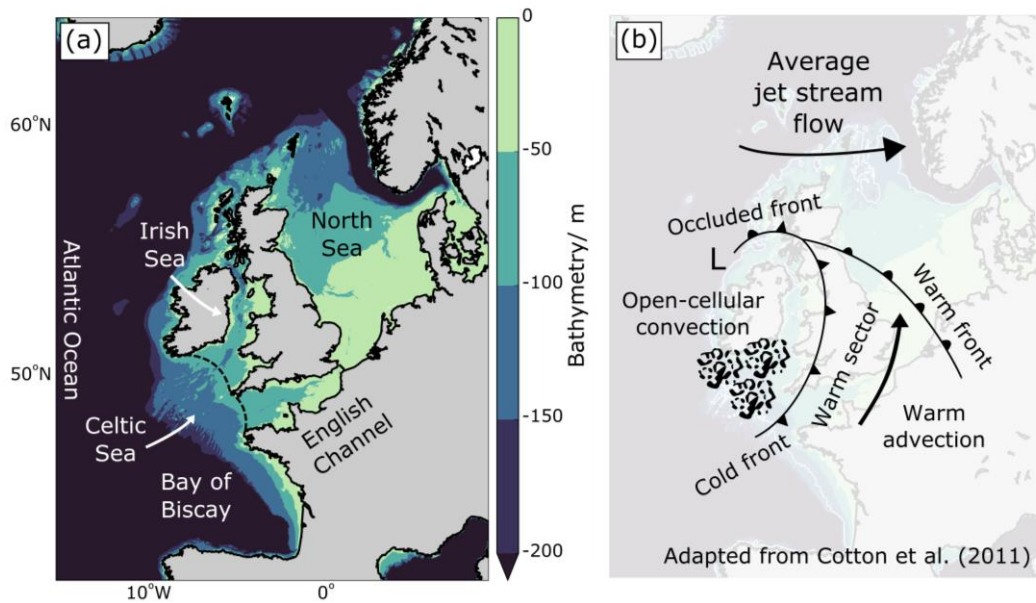 (a)
60°N
50°N
10°W
0°
Atlantic Ocean
Irish
Sea
North
Sea
Celtic
Sea
English
Channel
Bay of
Biscay
0
-50
-100
-150
-200
Bathymetry/ m
(b)
Average
jet stream
flow
Occluded front
L
Open-cellular
convection
Warm sector
Warm front
Warm
advection
Cold front
Adapted from Cotton et al. (2011)